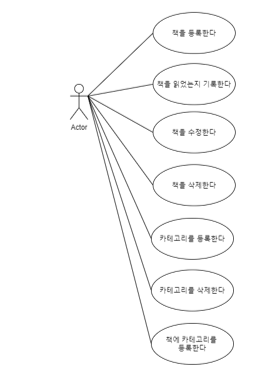 책을 등록한다
책을 읽었는지 기록한다
Actor
책을 수정한다
책을 삭제한다
카테고리를 등록한다
카테고리를 삭제한다
책에 카테고리를
등록한다